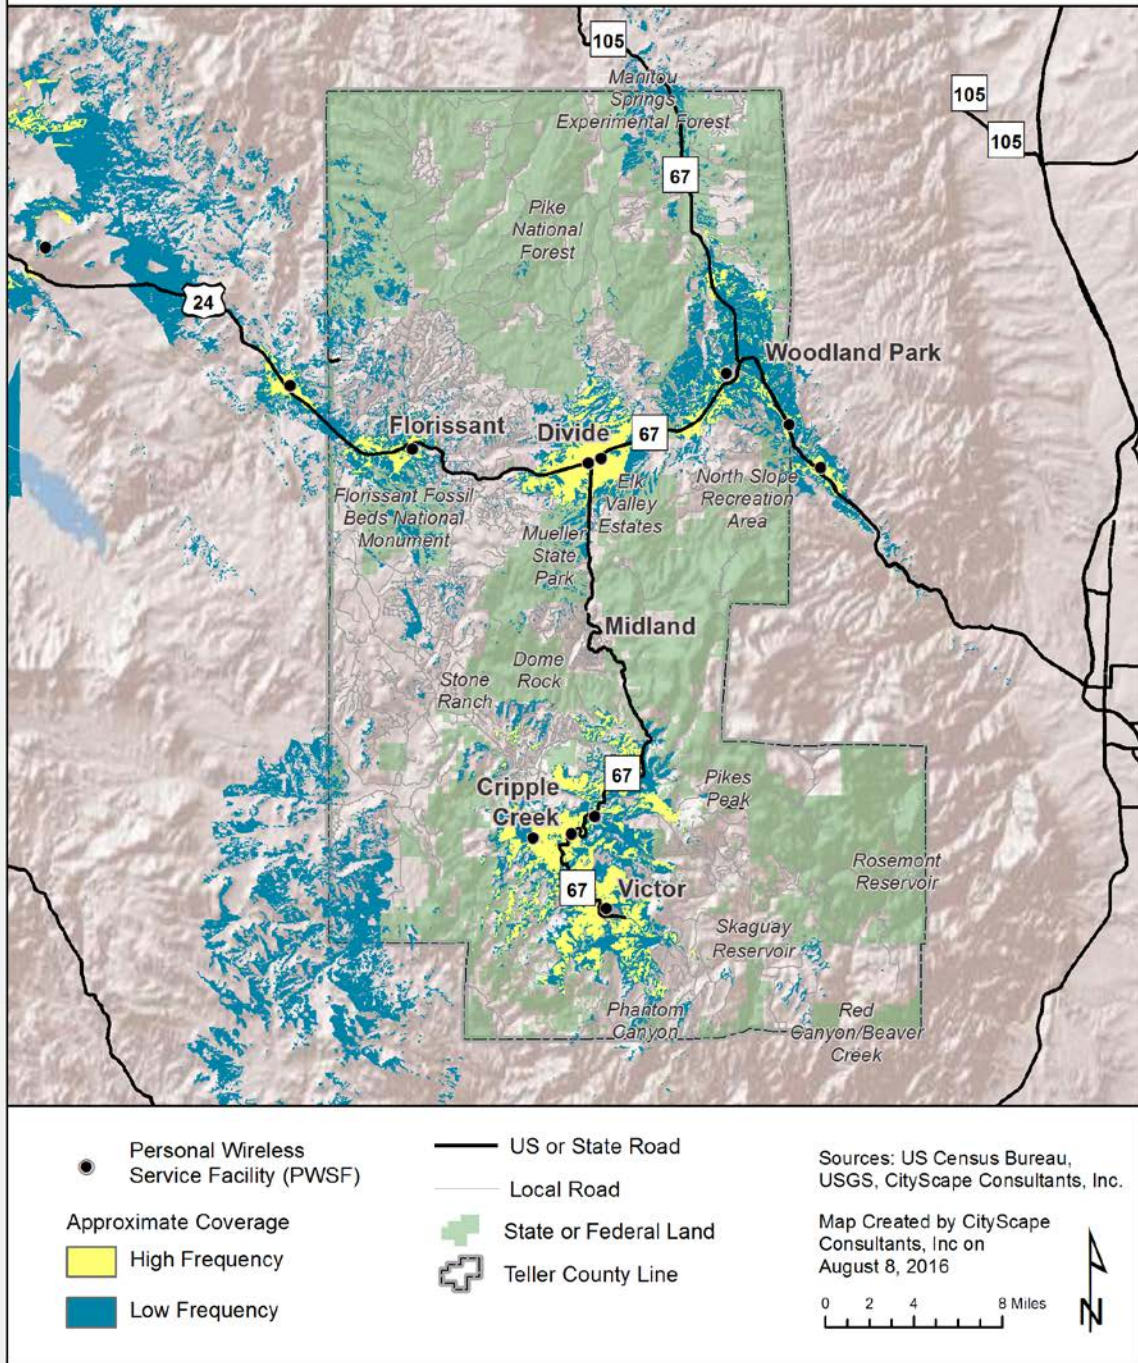 105
Manitou
Springs
Experimental Forest
105
105
67
Pike
National
Forest
24
Woodland Park
Florissant
Divide
67
Florissant Fossil
Beds National
Monument
Elk
Valley
Estates
North Slope
Recreation
Area
Mueller
State
Park
Midland
Dome
Rock
Stone
Ranch
67
Pikes
Peak
Cripple
Creek
Rosemont
Reservoir
67
Victor
Skaguay
Reservoir
Phantom
Canyon
Red
Canyon/Beaver
Creek
Personal Wireless
Service Facility (PWSF)
Approximate Coverage
High Frequency
Low Frequency
US or State Road
Local Road
State or Federal Land
Teller County Line
Sources: US Census Bureau,
USGS, CityScape Consultants, Inc.
Map Created by CityScape
Consultants, Inc on
August 8, 2016
0 2 4 8 Miles
N